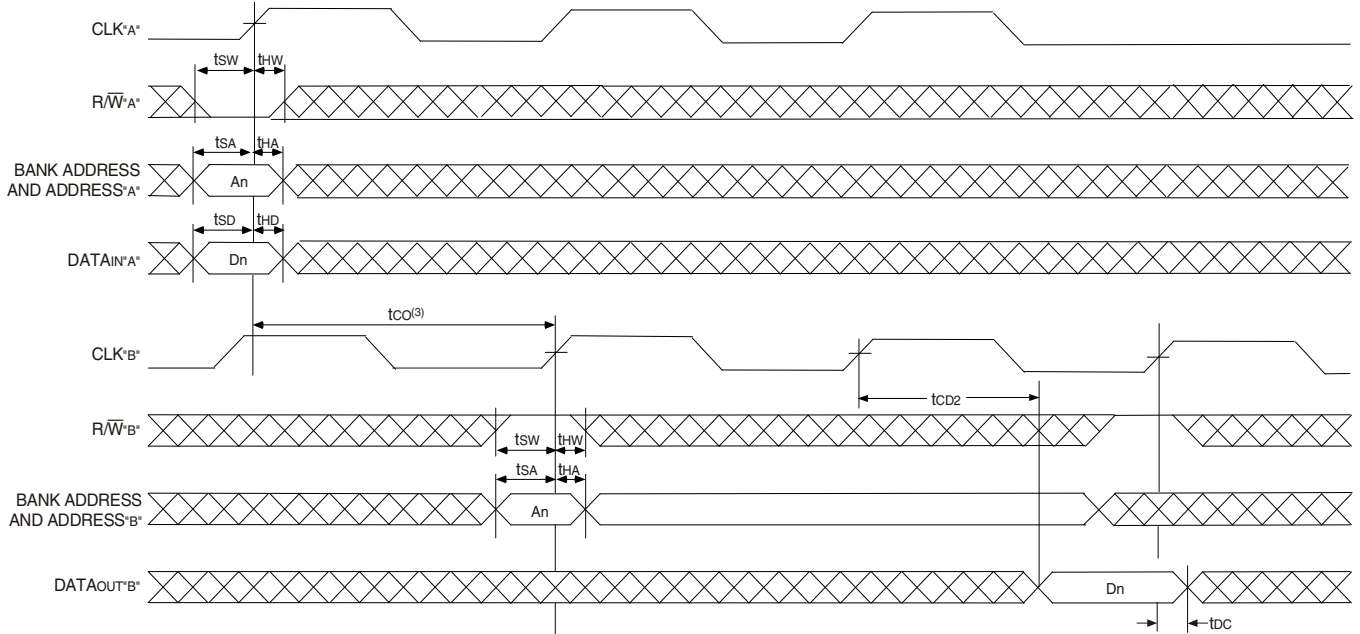 CLK"A"
tSW tHW
R/W"A"
tSA tHA
BANK ADDRESS
AND ADDRESS"A"
An
tSD tHD
DATAIN"A"
Dn
tCO(3)
CLK"B"
tCD2
R/W"B"
tSW tHW
tSA tHA
BANK ADDRESS
AND ADDRESS"B"
An
DATAOUT"B"
Dn
tDC